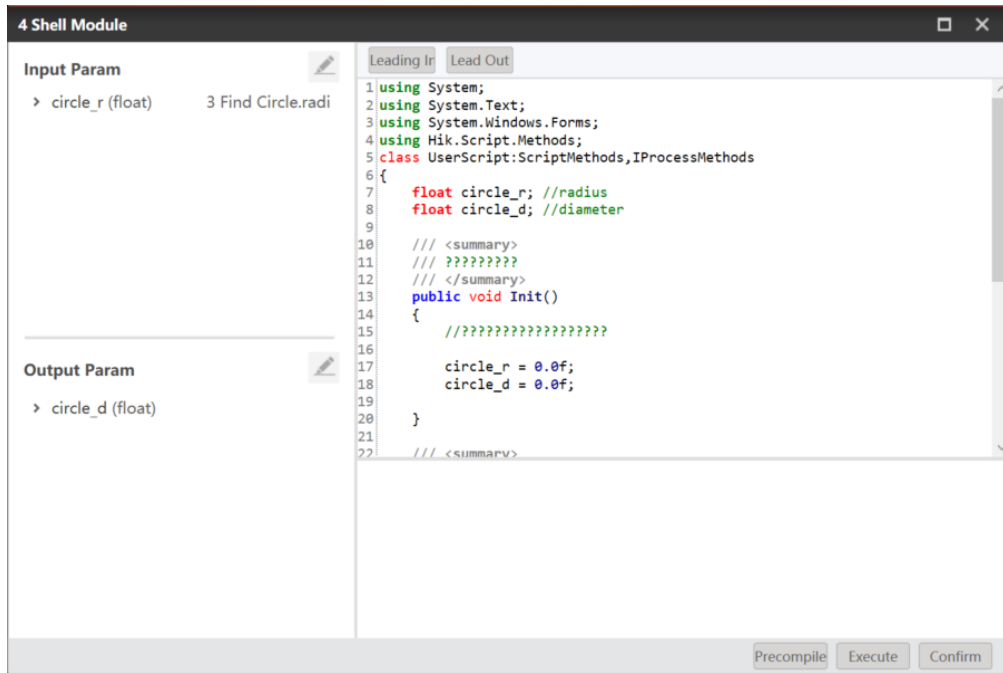 4 Shell Module
Input Param
circle_r (float) 3 Find Circle.radi
Output Param
circle_d (float)
Leading Ir Lead Out
1 using System;
2 using System.Text;
3 using System.Windows.Forms;
4 using Hik.Script.Methods;
5 class UserScript:ScriptMethods,IProcessMethods
6 {
7 float circle_r; //radius
8 float circle_d; //diameter
9
10 /// <summary>
11 /// ?????????
12 /// </summary>
13 public void Init()
14 {
15 //??????????????????
16
17 circle_r = 0.0f;
18 circle_d = 0.0f;
19
20 }
21
22 /// <summary>
Precompile Execute Confirm